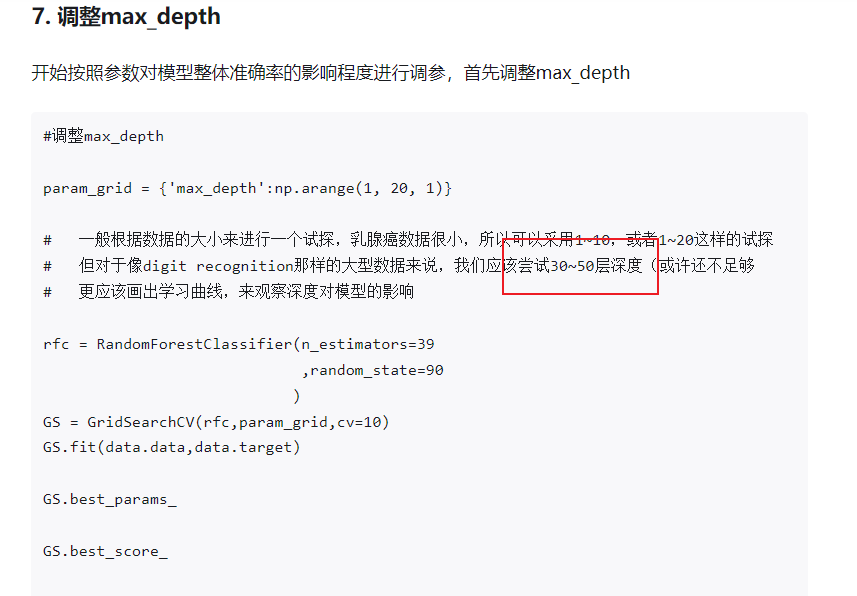 7. 调整max_depth
开始按照参数对模型整体准确率的影响程度进行调参，首先调整max_depth
#调整max_depth
param_grid = {'max_depth':np.arange(1, 20, 1)}
#   一般根据数据的大小来进行一个试探，乳腺癌数据很小，所以可以采用1~10，或者1~20这样的试探
#   但对于像digit recognition那样的大型数据来说，我们应该尝试30~50层深度（或许还不足够
#   更应该画出学习曲线，来观察深度对模型的影响
rfc = RandomForestClassifier(n_estimators=39
,random_state=90
)
GS = GridSearchCV(rfc,param_grid,cv=10)
GS.fit(data.data,data.target)
GS.best_params_
GS.best_score_